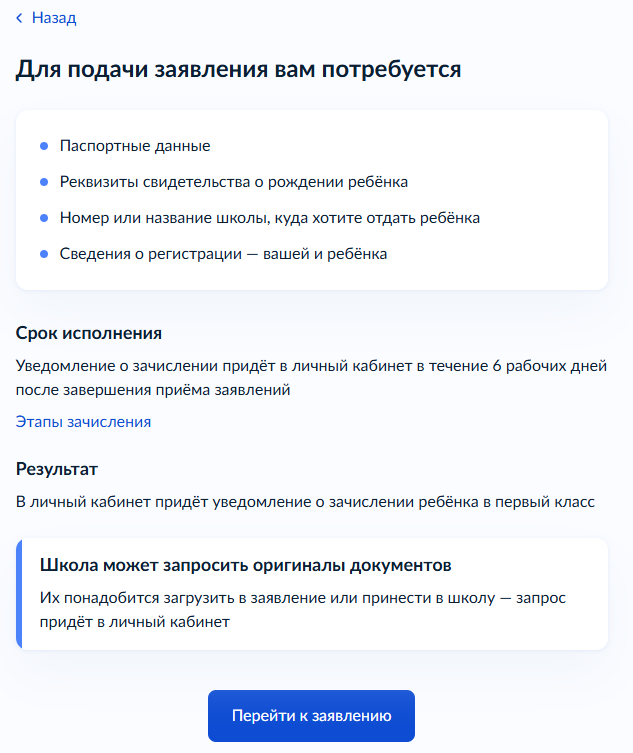 Назад
Для подачи заявления вам потребуется
Паспортные данные
Реквизиты свидетельства о рождении ребёнка
Номер или название школы, куда хотите отдать ребёнка
Сведения о регистрации — вашей и ребёнка
Срок исполнения
Уведомление о зачислении придёт в личный кабинет в течение 6 рабочих дней
после завершения приёма заявлений
Этапы зачисления
Результат
В личный кабинет придёт уведомление о зачислении ребёнка в первый класс
Школа может запросить оригиналы документов
Их понадобится загрузить в заявление или принести в школу — запрос
придёт в личный кабинет
Перейти к заявлению